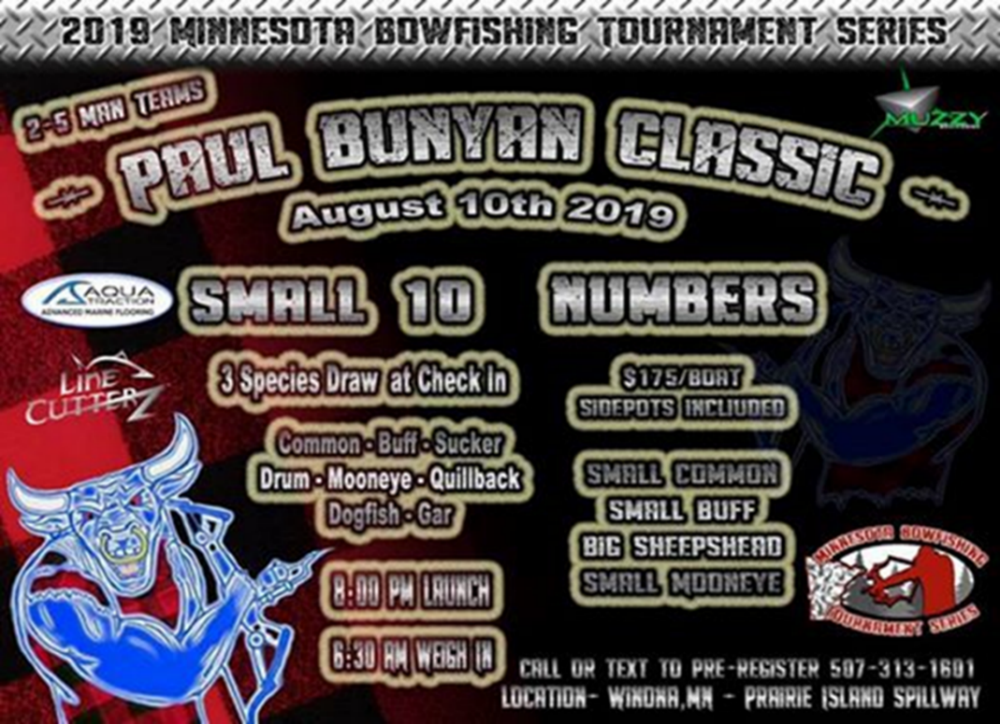 2019 MINNESOTA BOWFISHING TOURNAMENT SERIES
2-5 MAN TEAMS
MUZZY
PAUL BUNYAN CLASSIC
August 10th 2019
AQUA
TRACTION
ADVANCED MARINE FLOORING
SMALL 10
NUMBERS
LINE
CUTTERZ
3 Species Draw at Check In
Common - Buff - Sucker
Drum - Mooneye - Quillback
Dogfish - Gar
$175/BOAT
SIDEPOTS INCLIUDED
SMALL COMMON
SMALL BUFF
BIG SHEEPSHEAD
SMALL MOONEYE
8:00 PM LAUNCH
6:30 AM WEIGH IN
MINNESOTA BOWFISHING
TOURNAMENT SERIES
CALL OR TEXT TO PRE-REGISTER 507-313-1601
LOCATION- WINONA,MN - PRAIRIE ISLAND SPILLWAY